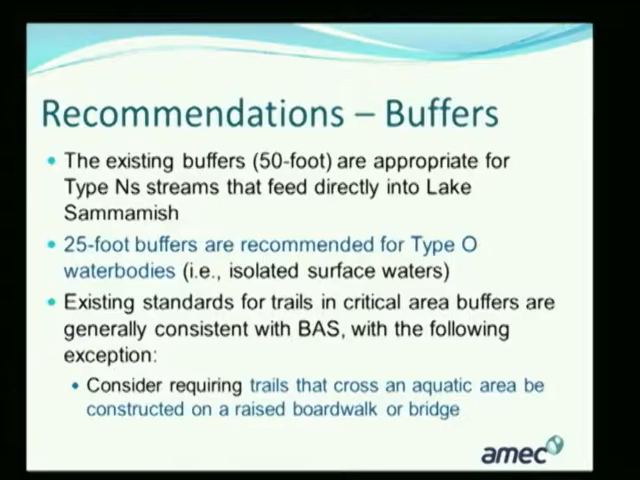 Recommendations – Buffers
• The existing buffers (50-foot) are appropriate for
Type Ns streams that feed directly into Lake
Sammamish
• 25-foot buffers are recommended for Type O
waterbodies (i.e., isolated surface waters)
• Existing standards for trails in critical area buffers are
generally consistent with BAS, with the following
exception:
• Consider requiring trails that cross an aquatic area be
constructed on a raised boardwalk or bridge
amec